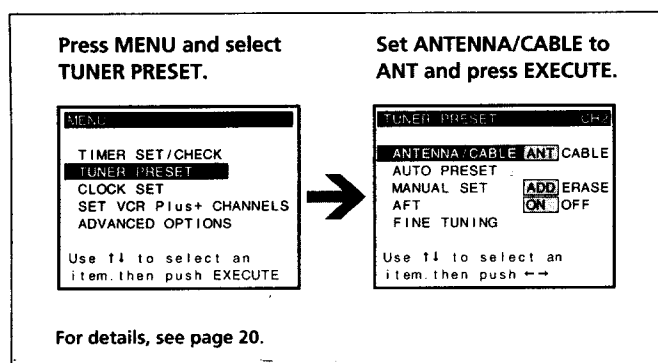 Press MENU and select
TUNER PRESET.
Set ANTENNA/CABLE to
ANT and press EXECUTE.
MENU
TIMER SET/CHECK
TUNER PRESET
CLOCK SET
SET VCR Plus+ CHANNELS
ADVANCED OPTIONS
Use ↑↓ to select an
item.then push EXECUTE
TUNER PRESET CH2
ANTENNA/CABLE ANT CABLE
AUTO PRESET
MANUAL SET ADD ERASE
AFT ON OFF
FINE TUNING
Use ↑↓ to select an
item.then push ←→
For details, see page 20.